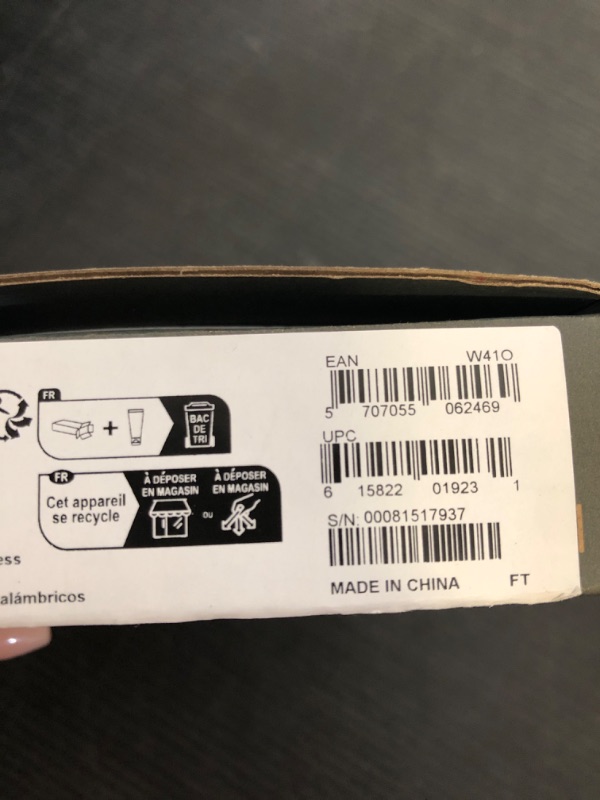 EAN W41O
5 707055 062469
UPC
6 15822 01923 1
S/N: 00081517937
MADE IN CHINA FT
FR
+
BAC
DE
TRI
FR
Cet appareil
se recycle
À DÉPOSER
EN MAGASIN
OU
À DÉPOSER
EN MAGASIN
ess
alámbricos